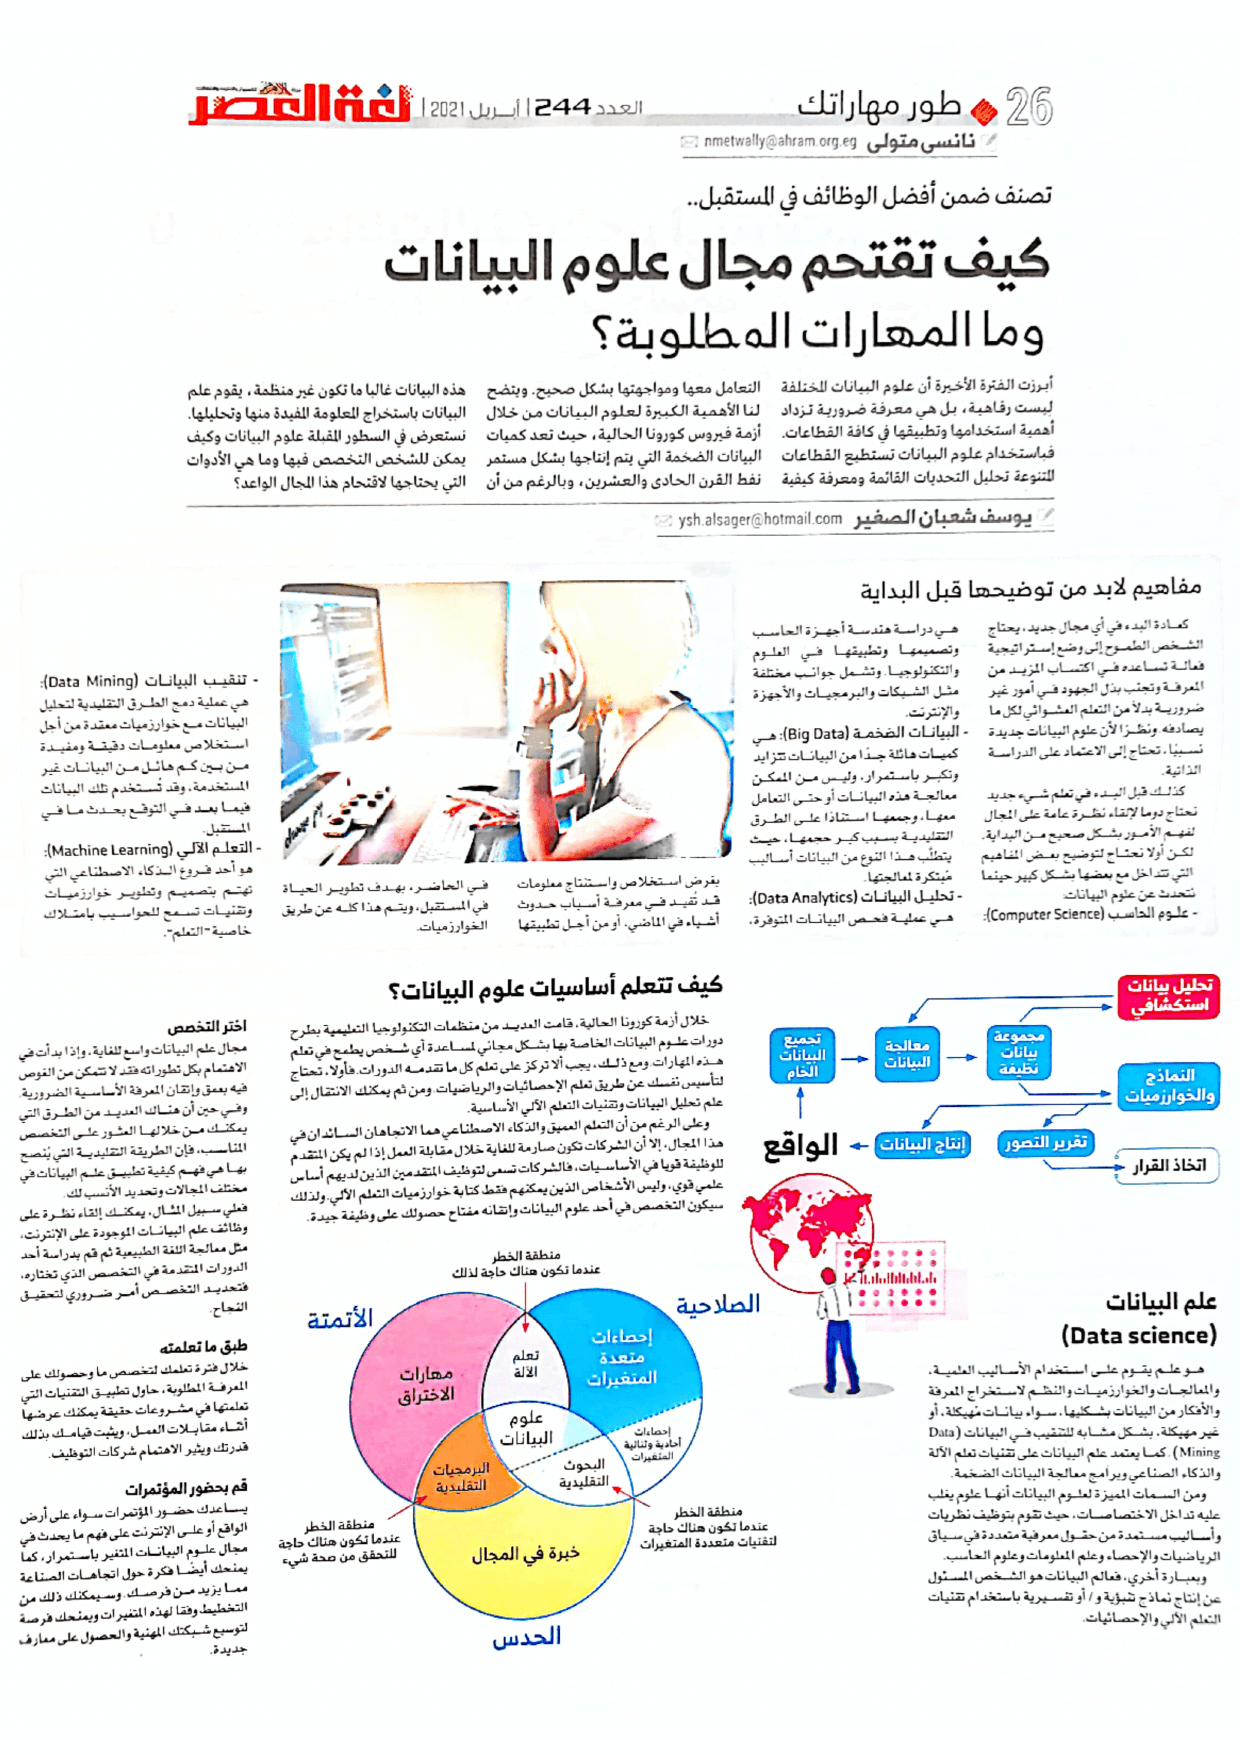 26
طور مهاراتك
العدد 244 | أبريل 2021 |
لغة العصر
نانسى متولى nmetwally@ahram.org.eg
تصنف ضمن أفضل الوظائف في المستقبل..
كيف تقتحم مجال علوم البيانات
وما المهارات المطلوبة؟
أبرزت الفترة الأخيرة أن علوم البيانات المختلفة
ليست رفاهية، بل هي معرفة ضرورية تزداد
أهمية استخدامها وتطبيقها في كافة القطاعات.
فباستخدام علوم البيانات تستطيع القطاعات
المتنوعة تحليل التحديات القائمة ومعرفة كيفية
التعامل معها ومواجهتها بشكل صحيح. ويتضح
لنا الأهمية الكبيرة لعلوم البيانات من خلال
أزمة فيروس كورونا الحالية، حيث تعد كميات
البيانات الضخمة التي يتم إنتاجها بشكل مستمر
نفط القرن الحادى والعشرين، وبالرغم من أن
هذه البيانات غالبا ما تكون غير منظمة، يقوم علم
البيانات باستخراج المعلومة المفيدة منها وتحليلها.
نستعرض في السطور المقبلة علوم البيانات وكيف
يمكن للشخص التخصص فيها وما هي الأدوات
التي يحتاجها لاقتحام هذا المجال الواعد؟
يوسف شعبان الصغير ysh.alsager@hotmail.com
مفاهيم لابد من توضيحها قبل البداية
كعادة البدء في أي مجال جديد، يحتاج
الشخص الطموح إلى وضع إستراتيجية
فعالة تساعده في اكتساب المزيد من
المعرفة وتجنب بذل الجهود في أمور غير
ضرورية بدلاً من التعلم العشوائي لكل ما
يصادفه. ونظرًا لأن علوم البيانات جديدة
نسبيًا، تحتاج إلى الاعتماد على الدراسة
الذاتية.
كذلك قبل البدء في تعلم شيء جديد
نحتاج دوما لإلقاء نظرة عامة على المجال
لفهم الأمور بشكل صحيح من البداية.
لكن أولا نحتاج لتوضيح بعض المفاهيم
التي تتداخل مع بعضها بشكل كبير حينما
نتحدث عن علوم البيانات:
- علوم الحاسب (Computer Science):
هي دراسة هندسة أجهزة الحاسب
وتصميمها وتطبيقها في العلوم
والتكنولوجيا. وتشمل جوانب مختلفة
مثل الشبكات والبرمجيات والأجهزة
والإنترنت.
- البيانات الضخمة (Big Data): هي
كميات هائلة جدًا من البيانات تتزايد
وتكبر باستمرار، وليس من الممكن
معالجة هذه البيانات أو حتى التعامل
معها، وجمعها استنادًا على الطرق
التقليدية بسبب كبر حجمها، حيث
يتطلب هذا النوع من البيانات أساليب
مُبتكرة لمعالجتها.
- تحليل البيانات (Data Analytics):
هي عملية فحص البيانات المتوفرة،
بغرض استخلاص واستنتاج معلومات
قد تُفيد في معرفة أسباب حدوث
أشياء في الماضي، أو من أجل تطبيقها
في الحاضر، بهدف تطوير الحياة
في المستقبل، ويتم هذا كله عن طريق
الخوارزميات.
- تنقيب البيانات (Data Mining):
هي عملية دمج الطرق التقليدية لتحليل
البيانات مع خوارزميات معقدة من أجل
استخلاص معلومات دقيقة ومفيدة
من بين كم هائل من البيانات غير
المستخدمة، وقد تُستخدم تلك البيانات
فيما بعد في التوقع بحدث ما في
المستقبل.
- التعلم الآلي (Machine Learning):
هو أحد فروع الذكاء الاصطناعي التي
تهتم بتصميم وتطوير خوارزميات
وتقنيات تسمح للحواسيب بامتلاك
خاصية "التعلم".
تحليل بيانات
استكشافي
مجموعة
بيانات
نظيفة
معالجة
البيانات
تجميع
البيانات
الخام
النماذج
والخوارزميات
تقرير التصور
إنتاج البيانات
الواقع
اتخاذ القرار
علم البيانات
(Data science)
هو علم يقوم على استخدام الأساليب العلمية،
والمعالجات والخوارزميات والنظم لاستخراج المعرفة
والأفكار من البيانات بشكليها، سواء بيانات مُهيكلة، أو
غير مهيكلة، بشكل مشابه للتنقيب في البيانات (Data
Mining). كما يعتمد علم البيانات على تقنيات تعلم الآلة
والذكاء الصناعي وبرامج معالجة البيانات الضخمة.
ومن السمات المميزة لعلوم البيانات أنها علوم يغلب
عليه تداخل الاختصاصات، حيث تقوم بتوظيف نظريات
وأساليب مستمدة من حقول معرفية متعددة في سياق
الرياضيات والإحصاء وعلم المعلومات وعلوم الحاسب.
وبعبارة أخري، فعالم البيانات هو الشخص المسئول
عن إنتاج نماذج تنبؤية و/ أو تفسيرية باستخدام تقنيات
التعلم الآلي والإحصائيات.
كيف تتعلم أساسيات علوم البيانات؟
خلال أزمة كورونا الحالية، قامت العديد من منظمات التكنولوجيا التعليمية بطرح
دورات علوم البيانات الخاصة بها بشكل مجاني لمساعدة أي شخص يطمح في تعلم
هذه المهارات. ومع ذلك، يجب ألا تركز على تعلم كل ما تقدمه الدورات. فأولا، تحتاج
لتأسيس نفسك عن طريق تعلم الإحصائيات والرياضيات. ومن ثم يمكنك الانتقال إلى
علم تحليل البيانات وتقنيات التعلم الآلي الأساسية.
وعلى الرغم من أن التعلم العميق والذكاء الاصطناعي هما الاتجاهان السائدان في
هذا المجال، إلا أن الشركات تكون صارمة للغاية خلال مقابلة العمل إذا لم يكن المتقدم
للوظيفة قويا في الأساسيات، فالشركات تسعى لتوظيف المتقدمين الذين لديهم أساس
علمي قوي، وليس الأشخاص الذين يمكنهم فقط كتابة خوارزميات التعلم الآلي. ولذلك
سيكون التخصص في أحد علوم البيانات وإتقانه مفتاح حصولك على وظيفة جيدة.
منطقة الخطر
عندما تكون هناك حاجة لذلك
الصلاحية
الأتمتة
إحصاءات
متعدة
المتغيرات
تعلم
الآلة
مهارات
الاختراق
علوم
البيانات
إحصاءات
أحادية وثنائية
المتغيرات
البحوث
التقليدية
البرمجيات
التقليدية
منطقة الخطر
عندما تكون هناك حاجة
لتقنيات متعددة المتغيرات
منطقة الخطر
عندما تكون هناك حاجة
للتحقق من صحة شيء
خبرة في المجال
الحدس
اختر التخصص
مجال علم البيانات واسع للغاية، وإذا بدأت في
الاهتمام بكل تطوراته فقد لا تتمكن من الغوص
فيه بعمق وإتقان المعرفة الأساسية الضرورية.
وفي حين أن هناك العديد من الطرق التي
يمكنك من خلالها العثور على التخصص
المناسب، فإن الطريقة التقليدية التي يُنصح
بها هي فهم كيفية تطبيق علم البيانات في
مختلف المجالات وتحديد الأنسب لك.
فعلي سبيل المثال، يمكنك إلقاء نظرة على
وظائف علم البيانات الموجودة على الإنترنت،
مثل معالجة اللغة الطبيعية ثم قم بدراسة أحد
الدورات المتقدمة في التخصص الذي تختاره،
فتحديد التخصص أمر ضروري لتحقيق
النجاح.
طبق ما تعلمته
خلال فترة تعلمك لتخصص ما وحصولك على
المعرفة المطلوبة، حاول تطبيق التقنيات التي
تعلمتها في مشروعات حقيقة يمكنك عرضها
أثناء مقابلات العمل، ويثبت قيامك بذلك
قدرتك ويثير الاهتمام شركات التوظيف.
قم بحضور المؤتمرات
يساعدك حضور المؤتمرات سواء على أرض
الواقع أو على الإنترنت على فهم ما يحدث في
مجال علوم البيانات المتغير باستمرار، كما
يمنحك أيضًا فكرة حول اتجاهات الصناعة
مما يزيد من فرصك. وسيمكنك ذلك من
التخطيط وفقا لهذه المتغيرات ويمنحك فرصة
لتوسيع شبكتك المهنية والحصول على معارف
جديدة.